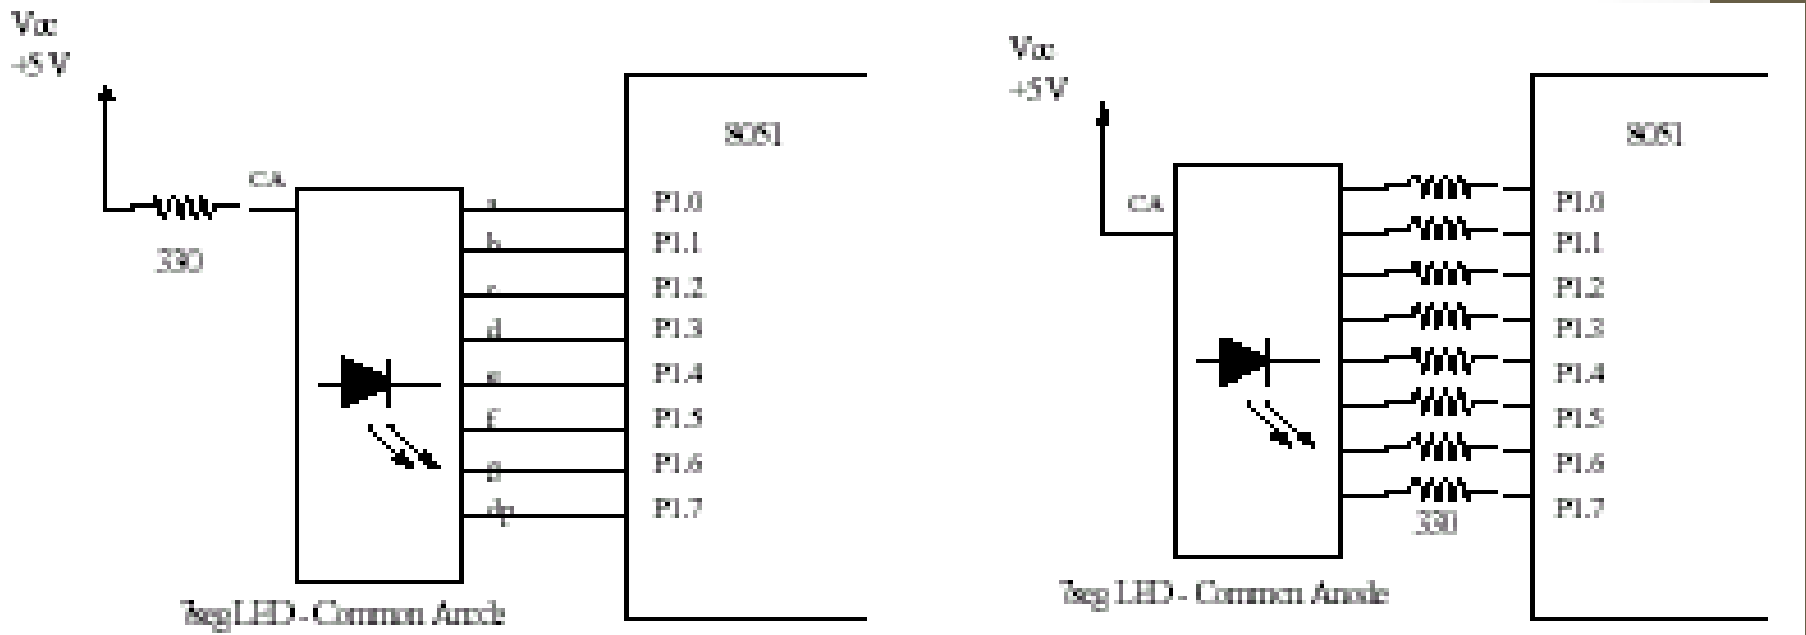 Vcc
+5 V
CA
330
a
b
c
d
e
f
g
dp
8051
P1.0
P1.1
P1.2
P1.3
P1.4
P1.5
P1.6
P1.7
7seg LED - Common Anode
Vcc
+5 V
CA
330
8051
P1.0
P1.1
P1.2
P1.3
P1.4
P1.5
P1.6
P1.7
7seg LED - Common Anode